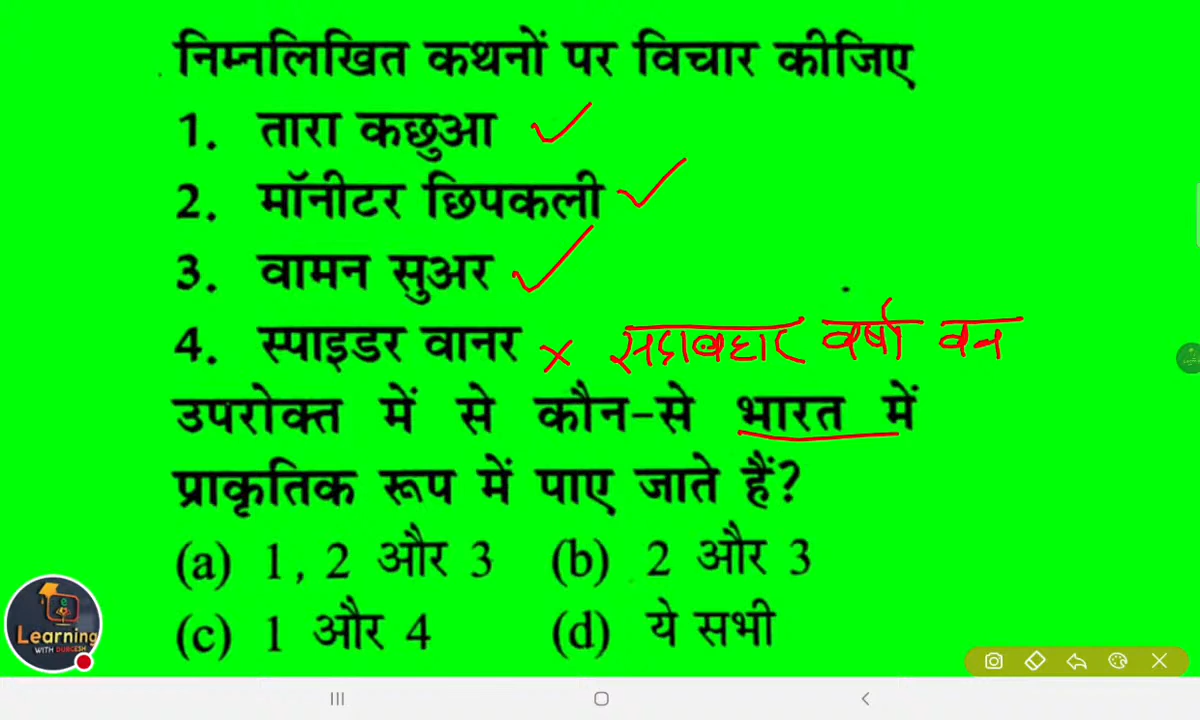 निम्नलिखित कथनों पर विचार कीजिए
1. तारा कछुआ
2. मॉनीटर छिपकली
3. वामन सुअर
4. स्पाइडर वानर × सदाबहार वर्षा वन
उपरोक्त में से कौन-से भारत में
प्राकृतिक रूप में पाए जाते हैं?
(a) 1, 2 और 3 (b) 2 और 3
(c) 1 और 4 (d) ये सभी
Learning
WITH DURGESH